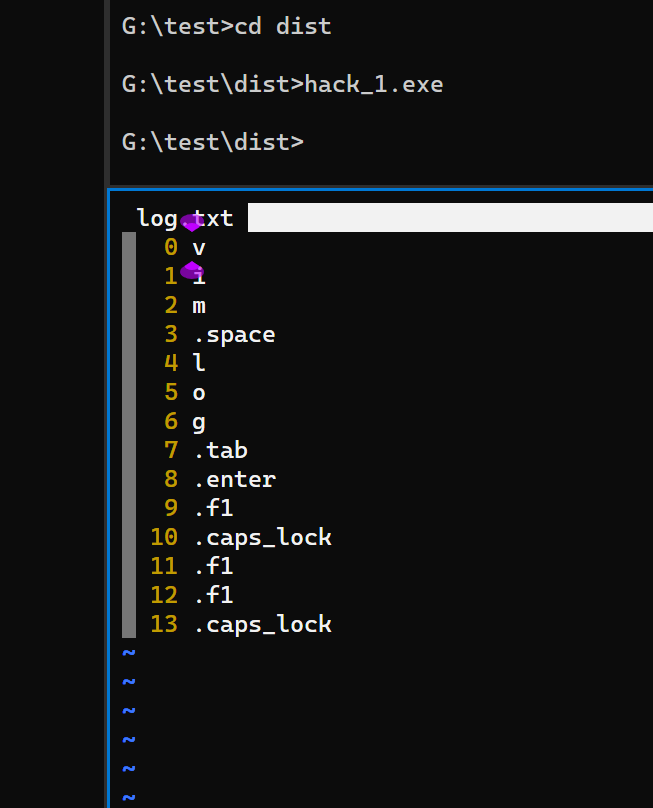 G:\test>cd dist
G:\test\dist>hack_1.exe
G:\test\dist>
log.txt
0 v
1 i
2 m
3 .space
4 l
5 o
6 g
7 .tab
8 .enter
9 .f1
10 .caps_lock
11 .f1
12 .f1
13 .caps_lock
~
~
~
~
~
~